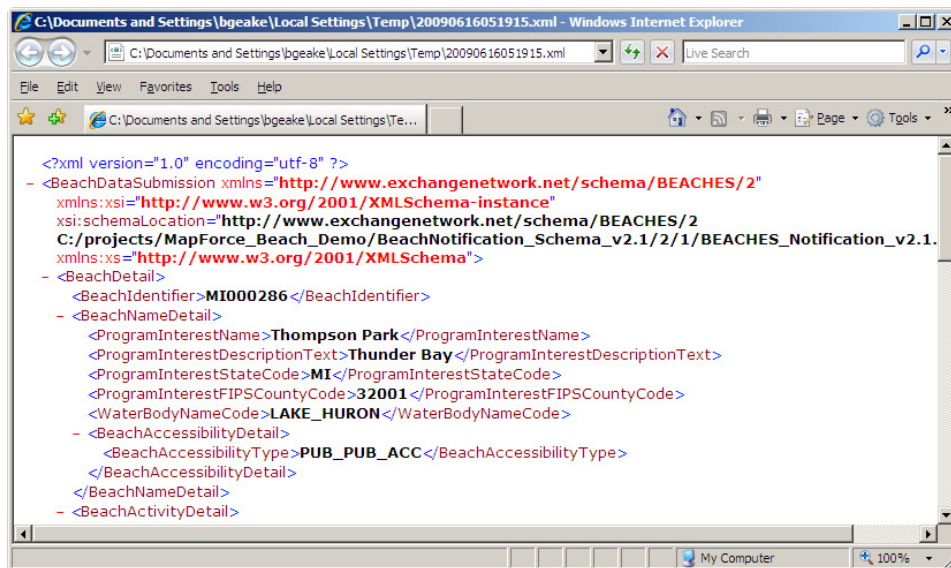 C:\Documents and Settings\bgeake\Local Settings\Temp\20090616051915.xml - Windows Internet Explorer
C:\Documents and Settings\bgeake\Local Settings\Temp\20090616051915.xml Live Search
File Edit View Favorites Tools Help
C:\Documents and Settings\bgeake\Local Settings\Te... Page Tools
<?xml version="1.0" encoding="utf-8" ?>
- <BeachDataSubmission xmlns="http://www.exchangenetwork.net/schema/BEACHES/2"
xmlns:xsi="http://www.w3.org/2001/XMLSchema-instance"
xsi:schemaLocation="http://www.exchangenetwork.net/schema/BEACHES/2
C:/projects/MapForce_Beach_Demo/BeachNotification_Schema_v2.1/2/1/BEACHES_Notification_v2.1.
xmlns:xs="http://www.w3.org/2001/XMLSchema">
- <BeachDetail>
<BeachIdentifier>MI000286</BeachIdentifier>
- <BeachNameDetail>
<ProgramInterestName>Thompson Park</ProgramInterestName>
<ProgramInterestDescriptionText>Thunder Bay</ProgramInterestDescriptionText>
<ProgramInterestStateCode>MI</ProgramInterestStateCode>
<ProgramInterestFIPSCountyCode>32001</ProgramInterestFIPSCountyCode>
<WaterBodyNameCode>LAKE_HURON</WaterBodyNameCode>
- <BeachAccessibilityDetail>
<BeachAccessibilityType>PUB_PUB_ACC</BeachAccessibilityType>
</BeachAccessibilityDetail>
</BeachNameDetail>
- <BeachActivityDetail>
My Computer 100%